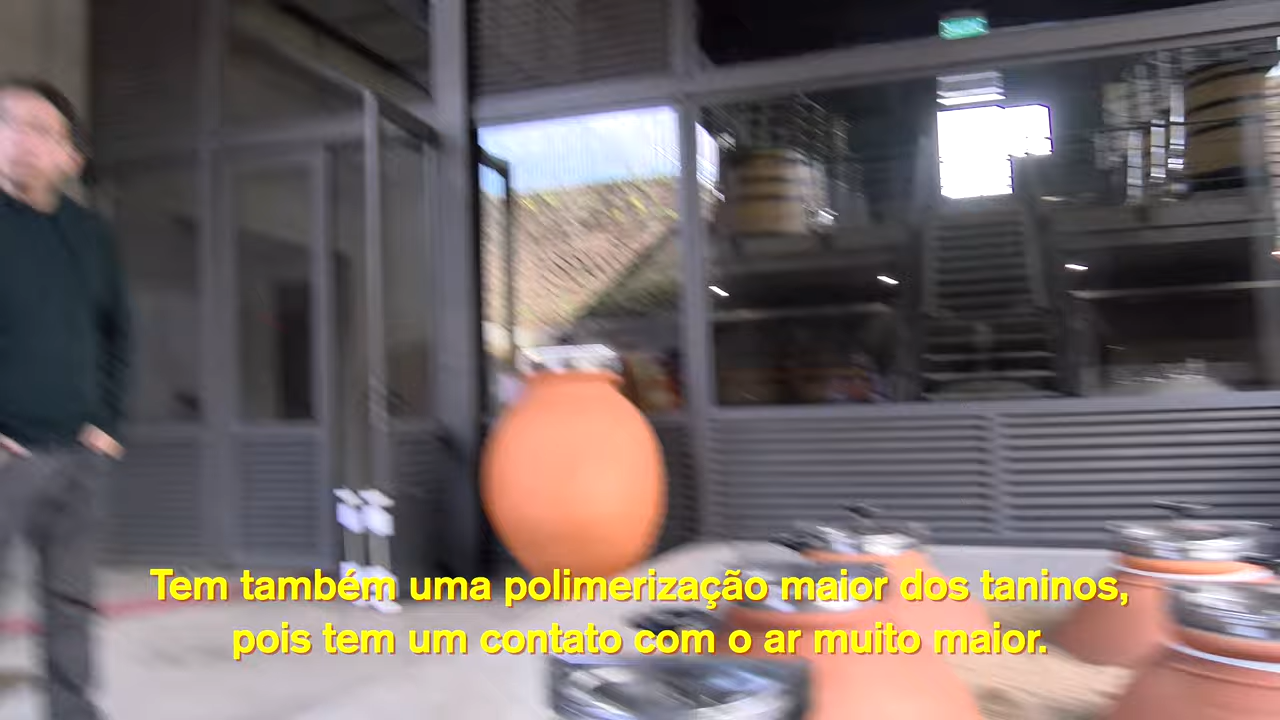 Tem também uma polimerização maior dos taninos,
pois tem um contato com o ar muito maior.